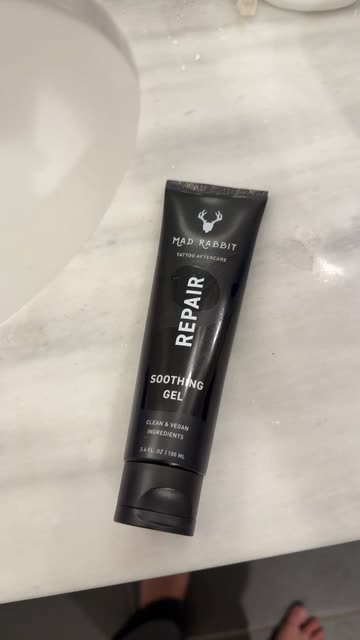 MAD RABBIT
TATTOO AFTERCARE
REPAIR
SOOTHING
GEL
CLEAN & VEGAN
INGREDIENTS
3.4 FL. OZ | 100 ML